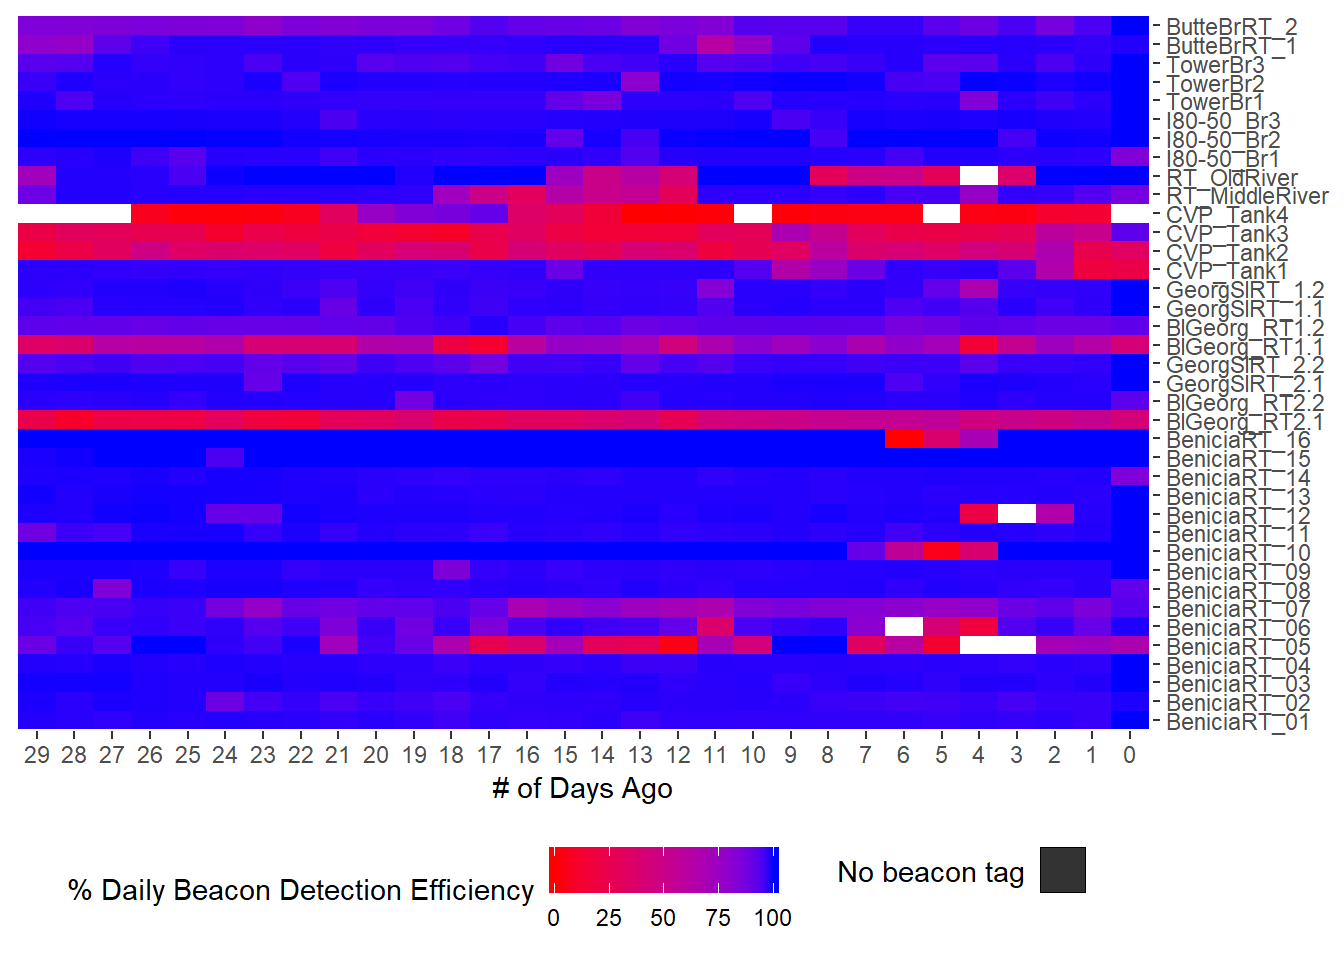 ButteBrRT_2
ButteBrRT_1
TowerBr3
TowerBr2
TowerBr1
I80-50_Br3
I80-50_Br2
I80-50_Br1
RT_OldRiver
RT_MiddleRiver
CVP_Tank4
CVP_Tank3
CVP_Tank2
CVP_Tank1
GeorgSlRT_1.2
GeorgSlRT_1.1
BlGeorg_RT1.2
BlGeorg_RT1.1
GeorgSlRT_2.2
GeorgSlRT_2.1
BlGeorg_RT2.2
BlGeorg_RT2.1
BeniciaRT_16
BeniciaRT_15
BeniciaRT_14
BeniciaRT_13
BeniciaRT_12
BeniciaRT_11
BeniciaRT_10
BeniciaRT_09
BeniciaRT_08
BeniciaRT_07
BeniciaRT_06
BeniciaRT_05
BeniciaRT_04
BeniciaRT_03
BeniciaRT_02
BeniciaRT_01
29 28 27 26 25 24 23 22 21 20 19 18 17 16 15 14 13 12 11 10 9 8 7 6 5 4 3 2 1 0
# of Days Ago
% Daily Beacon Detection Efficiency
0 25 50 75 100
No beacon tag